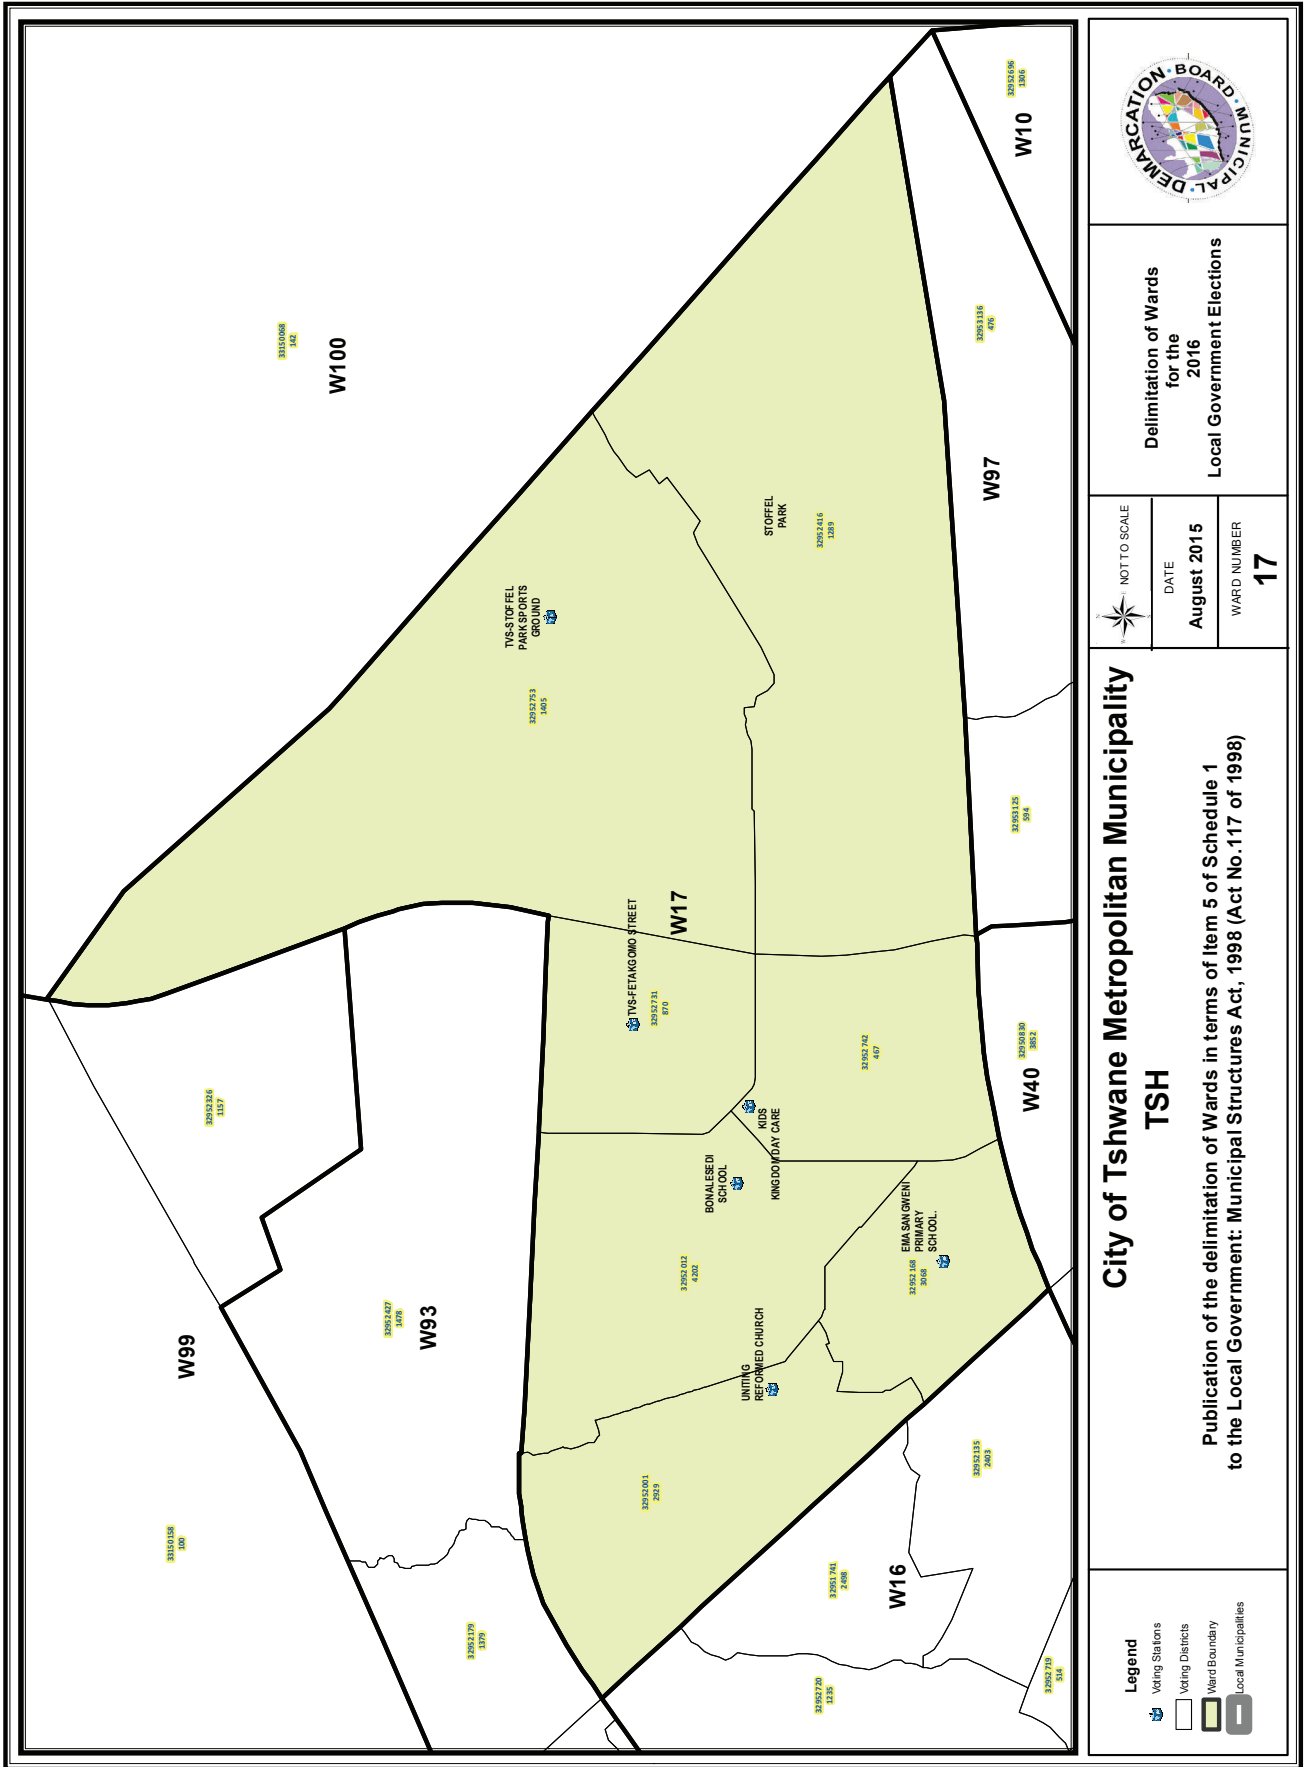 33150068
142
W100
32952696
1306
W10
32953136
476
W97
STOFFEL
PARK
32952416
1289
TVS-STOFFEL
PARK SPORTS
GROUND
32952753
1405
32953125
594
W17
TVS-FETAKGOMO STREET
32952731
870
32952742
467
32950830
3852
W40
32952326
1157
KIDS
KINGDOM DAY CARE
BONALESEDI
SCHOOL
EMASANGWENI
PRIMARY
SCHOOL.
32952168
3068
32952012
4202
32952427
1478
W93
W99
UNITING
REFORMED CHURCH
32952001
2929
32952135
2403
33150158
100
32951741
2498
W16
32952179
1379
32952720
1235
32952719
514
Legend
Voting Stations
Voting Districts
Ward Boundary
Local Municipalities
City of Tshwane Metropolitan Municipality
TSH
Publication of the delimitation of Wards in terms of Item 5 of Schedule 1
to the Local Government: Municipal Structures Act, 1998 (Act No.117 of 1998)
NOT TO SCALE
DATE
August 2015
WARD NUMBER
17
Delimitation of Wards
for the
2016
Local Government Elections
MUNICIPAL • DEMARCATION • BOARD •